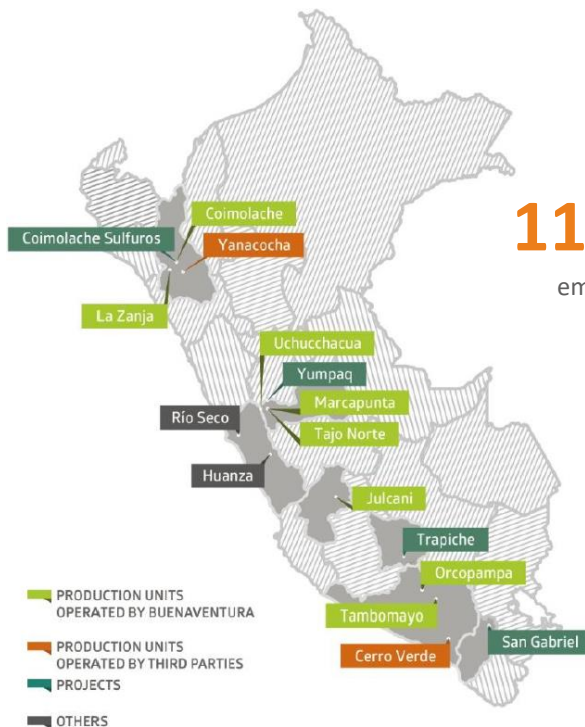 Coimolache
Coimolache Sulfuros
Yanacocha
11
em
La Zanja
Uchucchacua
Yumpaq
Marcapunta
Río Seco
Tajo Norte
Huanza
Julcani
Trapiche
Orcopampa
Tambomayo
San Gabriel
Cerro Verde
PRODUCTION UNITS
OPERATED BY BUENAVENTURA
PRODUCTION UNITS
OPERATED BY THIRD PARTIES
PROJECTS
OTHERS